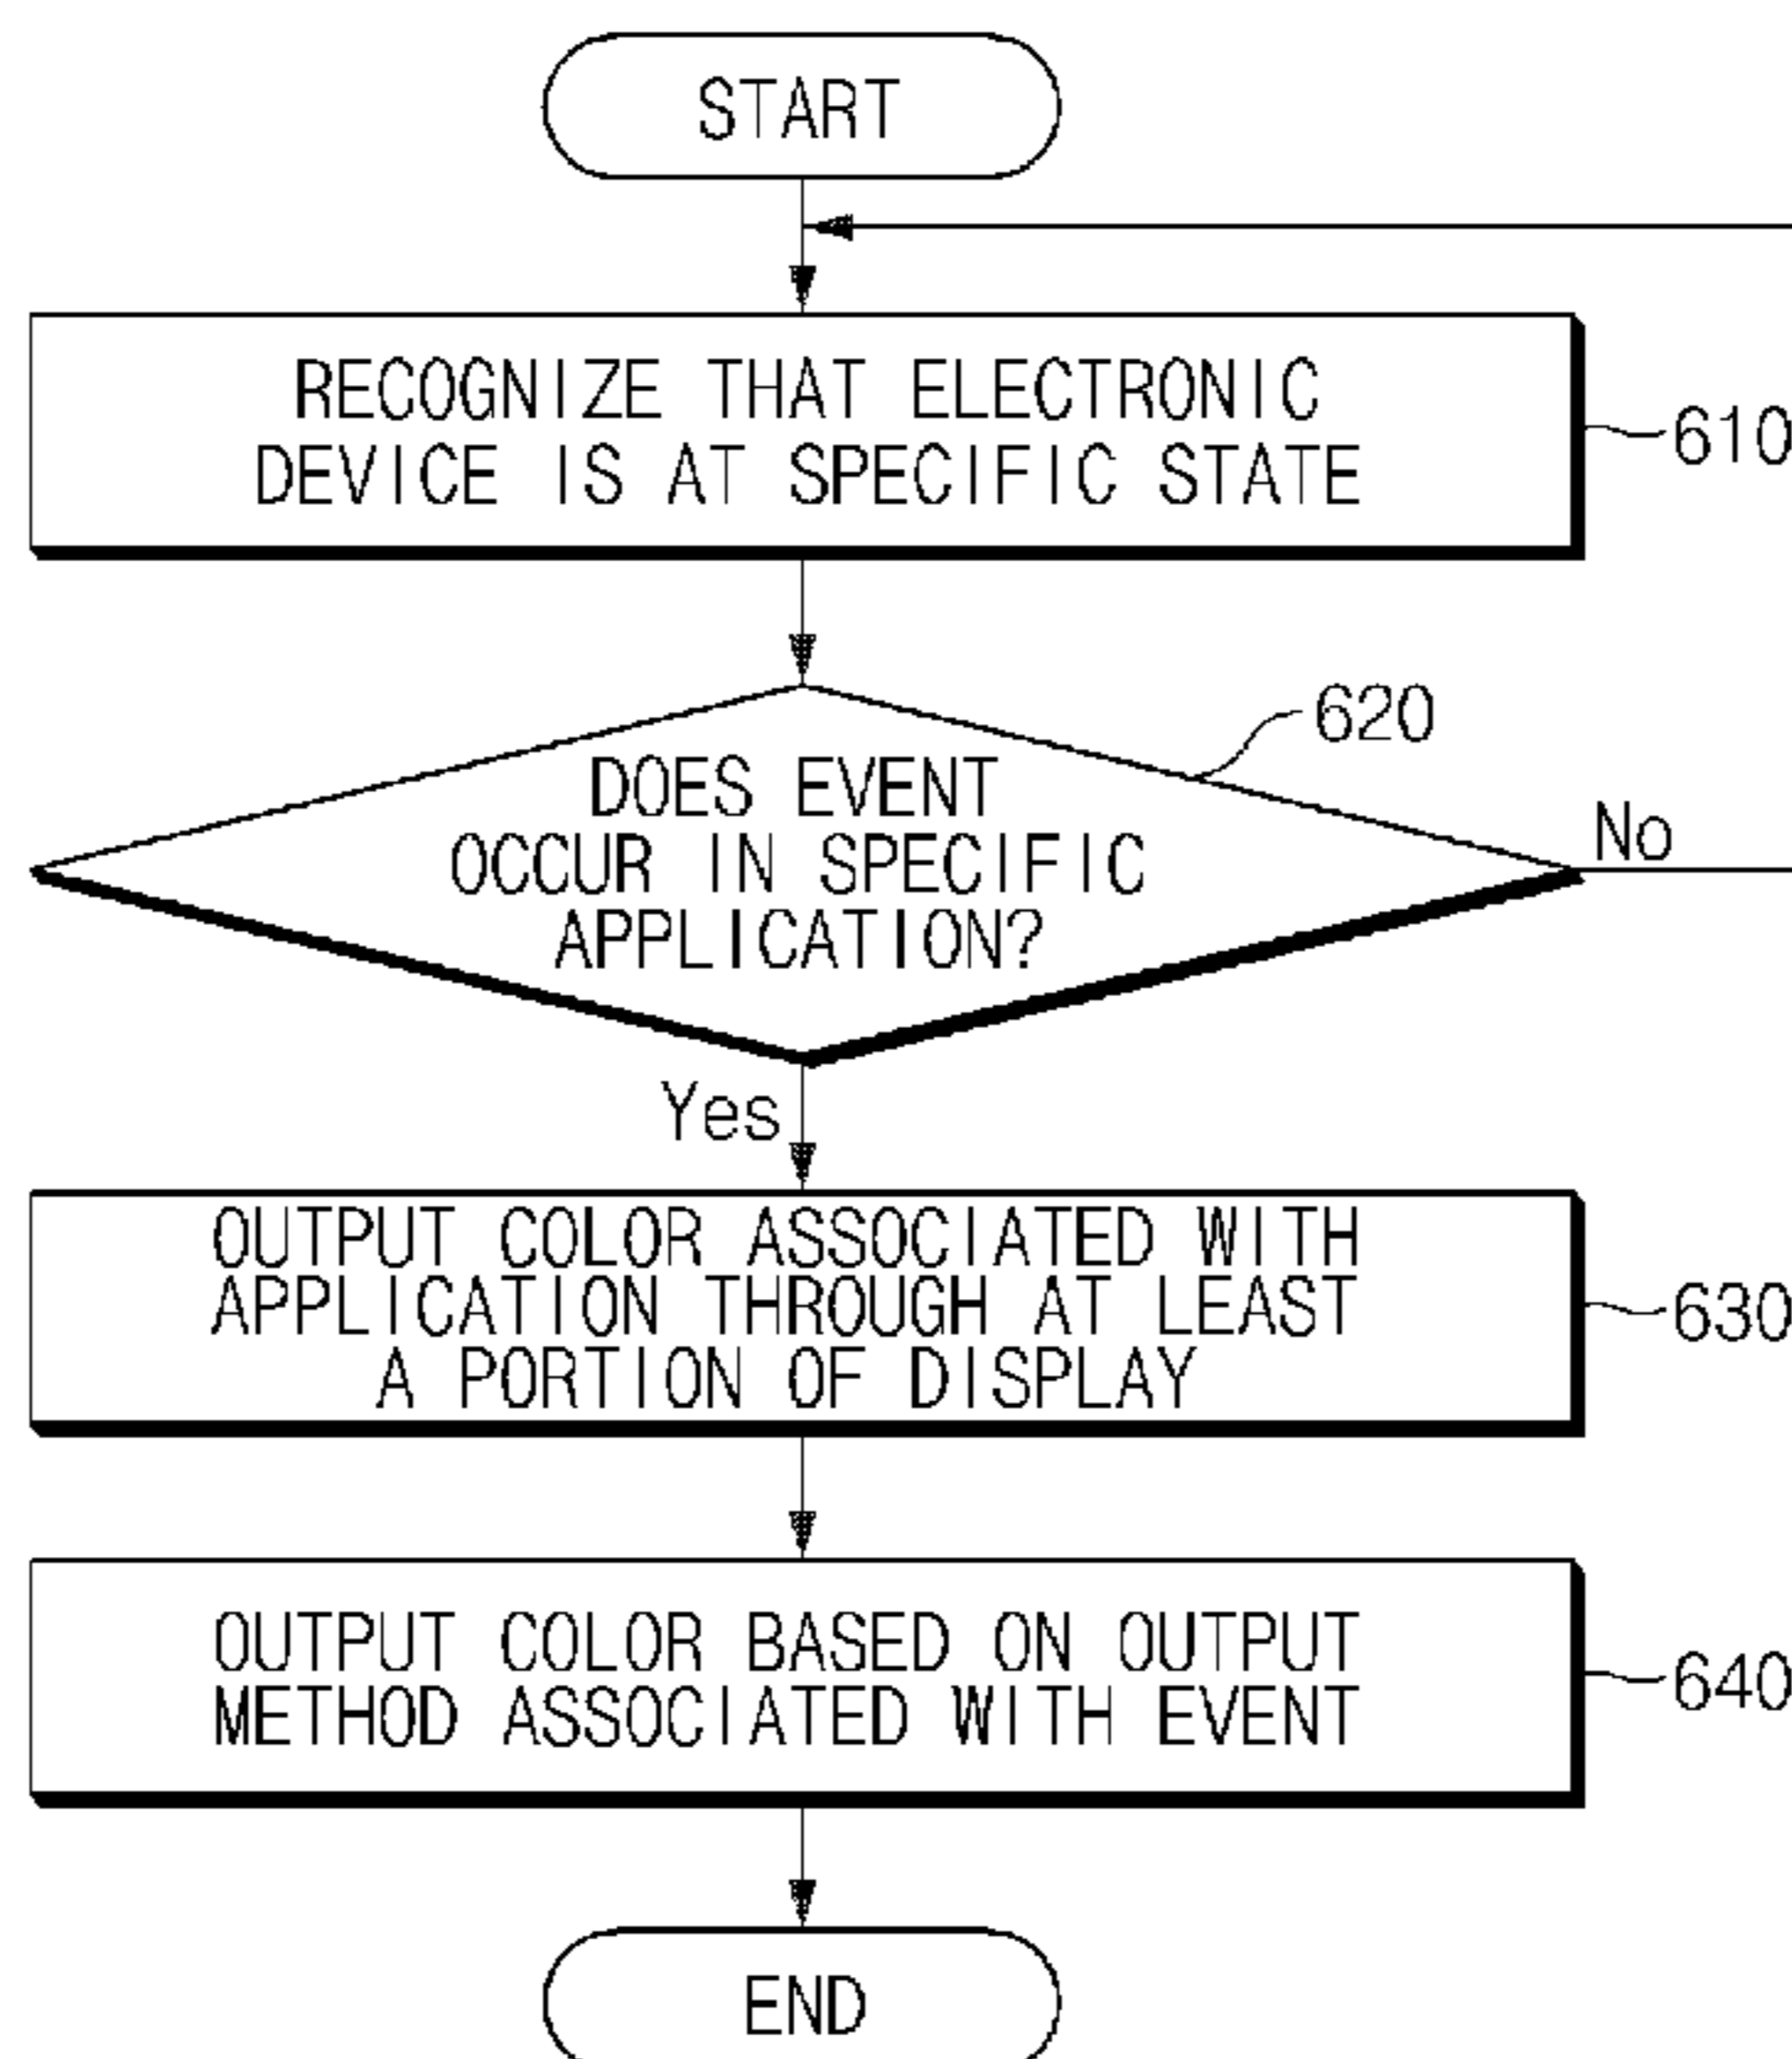 START
RECOGNIZE THAT ELECTRONIC
DEVICE IS AT SPECIFIC STATE
610
620
DOES EVENT
OCCUR IN SPECIFIC
APPLICATION?
No
Yes
OUTPUT COLOR ASSOCIATED WITH
APPLICATION THROUGH AT LEAST
A PORTION OF DISPLAY
630
OUTPUT COLOR BASED ON OUTPUT
METHOD ASSOCIATED WITH EVENT
640
END